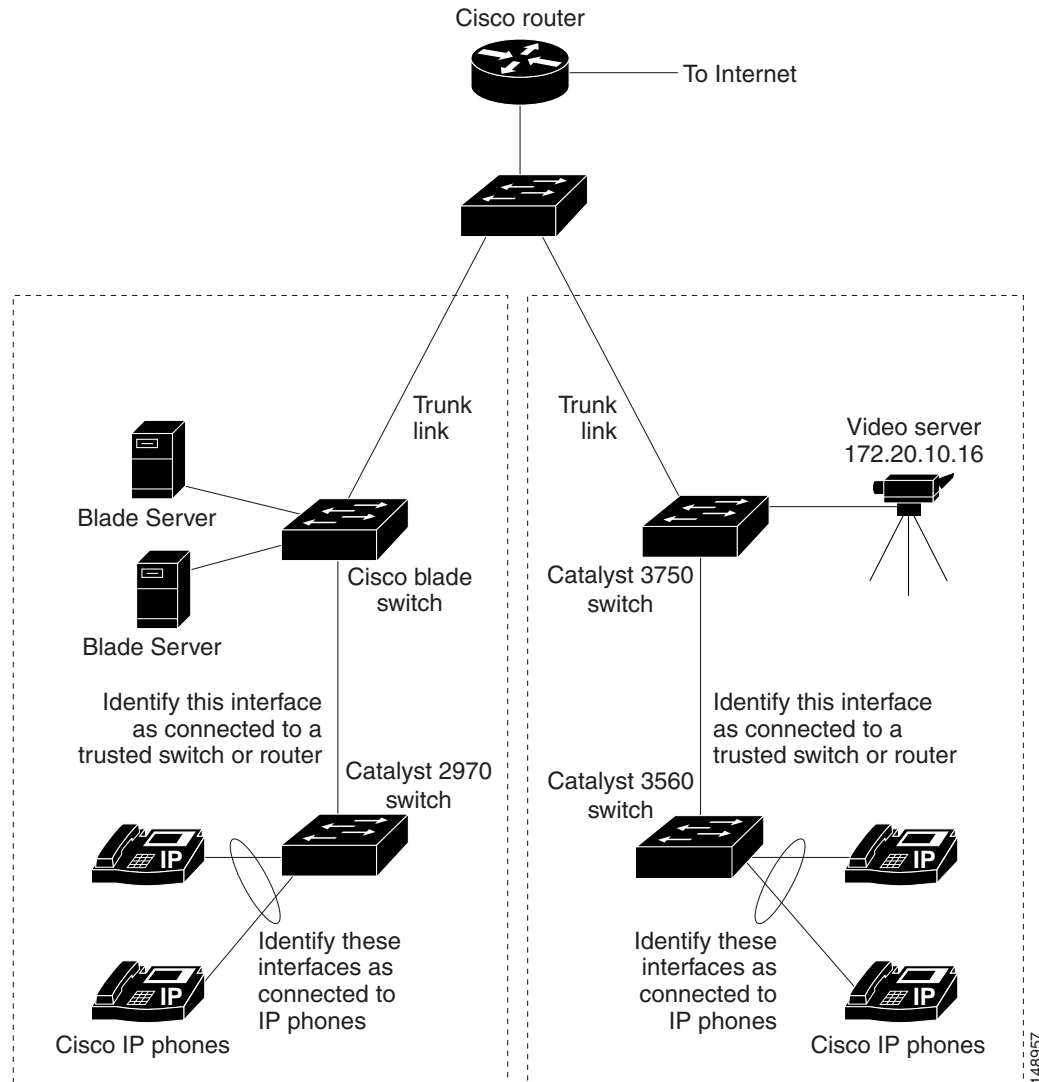 Cisco router
To Internet
Trunk
link
Trunk
link
Video server
172.20.10.16
Blade Server
Cisco blade
switch
Catalyst 3750
switch
Blade Server
Identify this interface
as connected to a
trusted switch or router
Identify this interface
as connected to a
trusted switch or router
Catalyst 2970
switch
Catalyst 3560
switch
IP
IP
Identify these
interfaces as
connected to
IP phones
Identify these
interfaces as
connected to
IP phones
IP
IP
Cisco IP phones
Cisco IP phones
148957